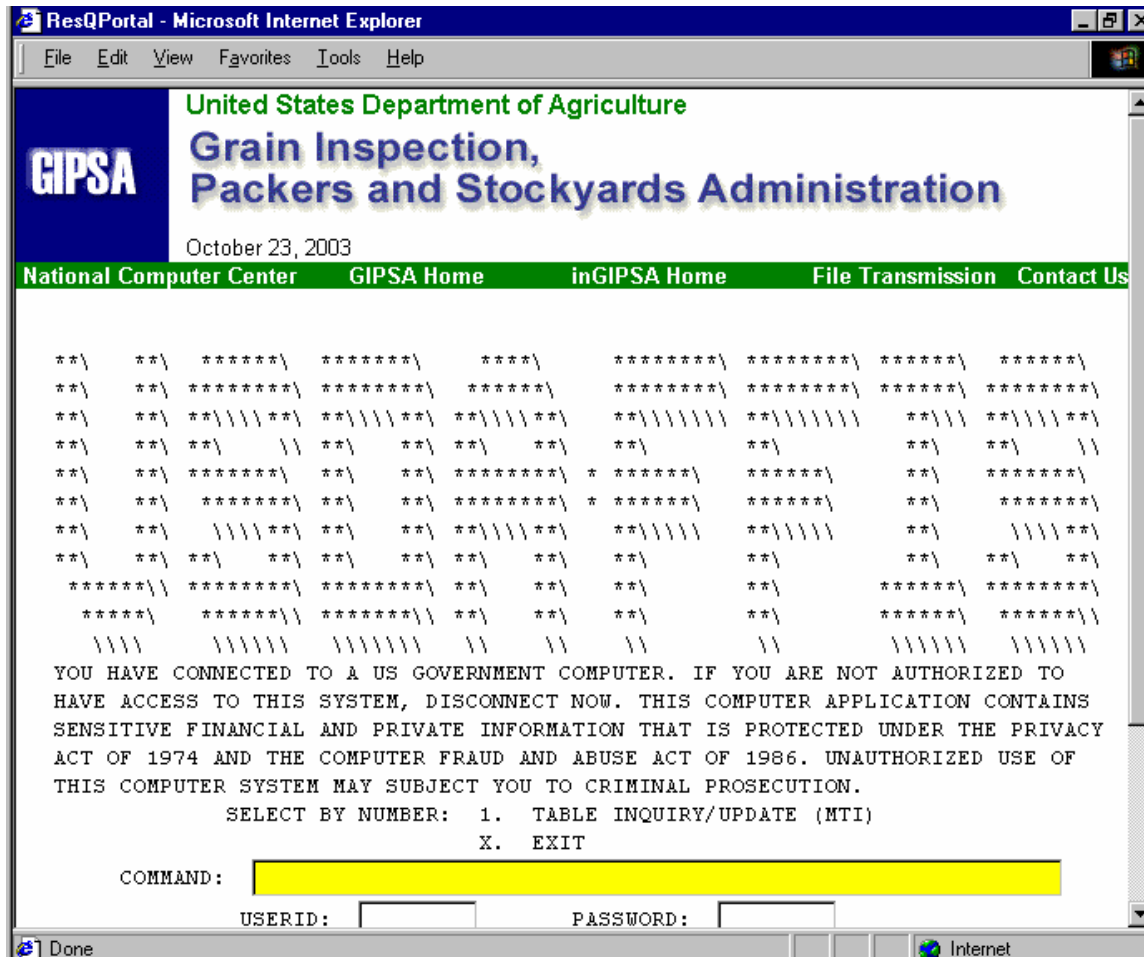 ResQPortal - Microsoft Internet Explorer
File Edit View Favorites Tools Help
United States Department of Agriculture
GIPSA
Grain Inspection,
Packers and Stockyards Administration
October 23, 2003
National Computer Center GIPSA Home inGIPSA Home File Transmission Contact Us
USDA*FFIS
YOU HAVE CONNECTED TO A US GOVERNMENT COMPUTER. IF YOU ARE NOT AUTHORIZED TO
HAVE ACCESS TO THIS SYSTEM, DISCONNECT NOW. THIS COMPUTER APPLICATION CONTAINS
SENSITIVE FINANCIAL AND PRIVATE INFORMATION THAT IS PROTECTED UNDER THE PRIVACY
ACT OF 1974 AND THE COMPUTER FRAUD AND ABUSE ACT OF 1986. UNAUTHORIZED USE OF
THIS COMPUTER SYSTEM MAY SUBJECT YOU TO CRIMINAL PROSECUTION.
SELECT BY NUMBER: 1. TABLE INQUIRY/UPDATE (MTI)
X. EXIT
COMMAND:
USERID: PASSWORD:
Done Internet